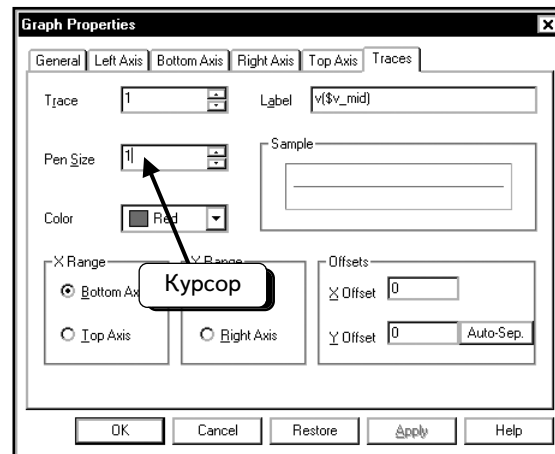 Graph Properties
General Left Axis Bottom Axis Right Axis Top Axis Traces
Trace 1 Label v($v_mid)
Pen Size 1 Sample
Color Red
X Range Y Range Offsets
Bottom Ax X Offset 0
Курсор
Top Axis Right Axis Y Offset 0 Auto-Sep.
OK Cancel Restore Apply Help